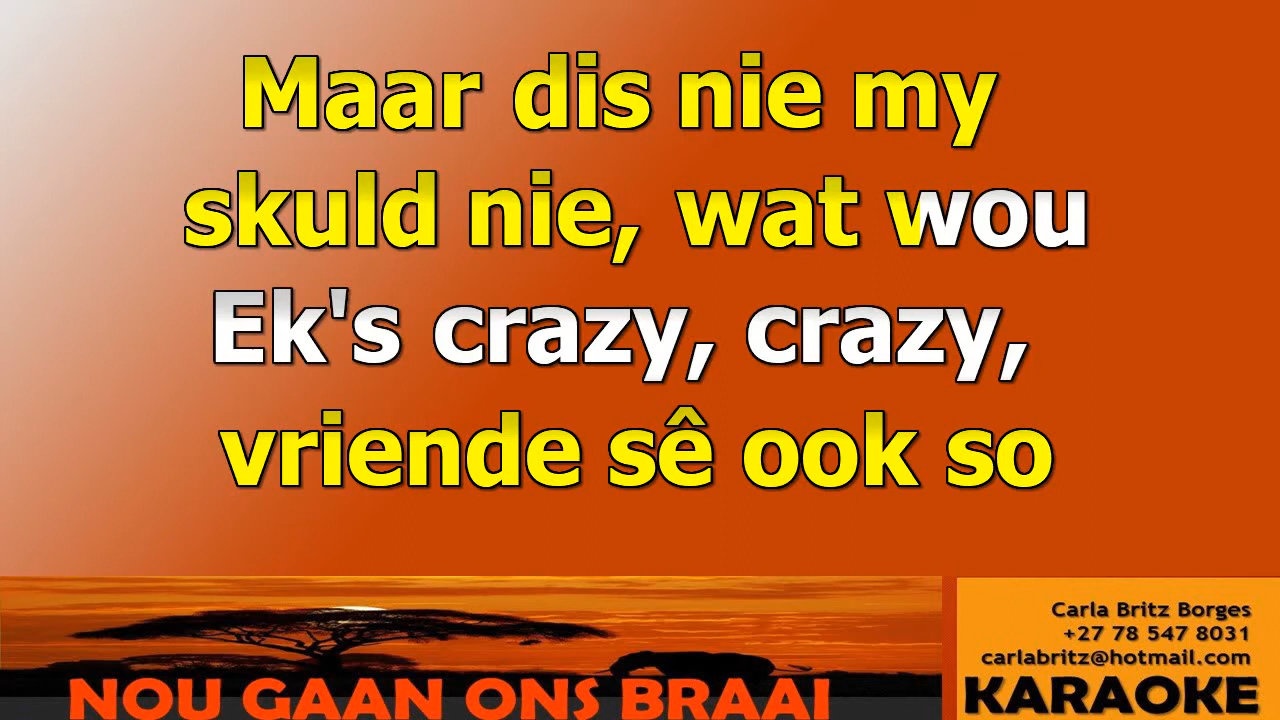 Maar dis nie my
skuld nie, wat wou
Ek's crazy, crazy,
vriende sê ook so
Carla Britz Borges
+27 78 547 8031
carlabritz@hotmail.com
NOU GAAN ONS BRAAI
KARAOKE